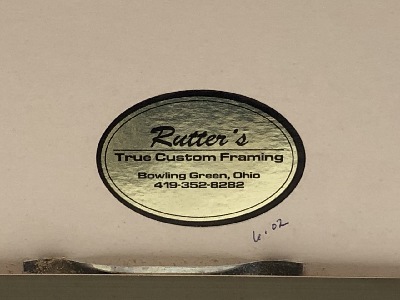 Rutter's
True Custom Framing
Bowling Green, Ohio
419-352-8282
6.02